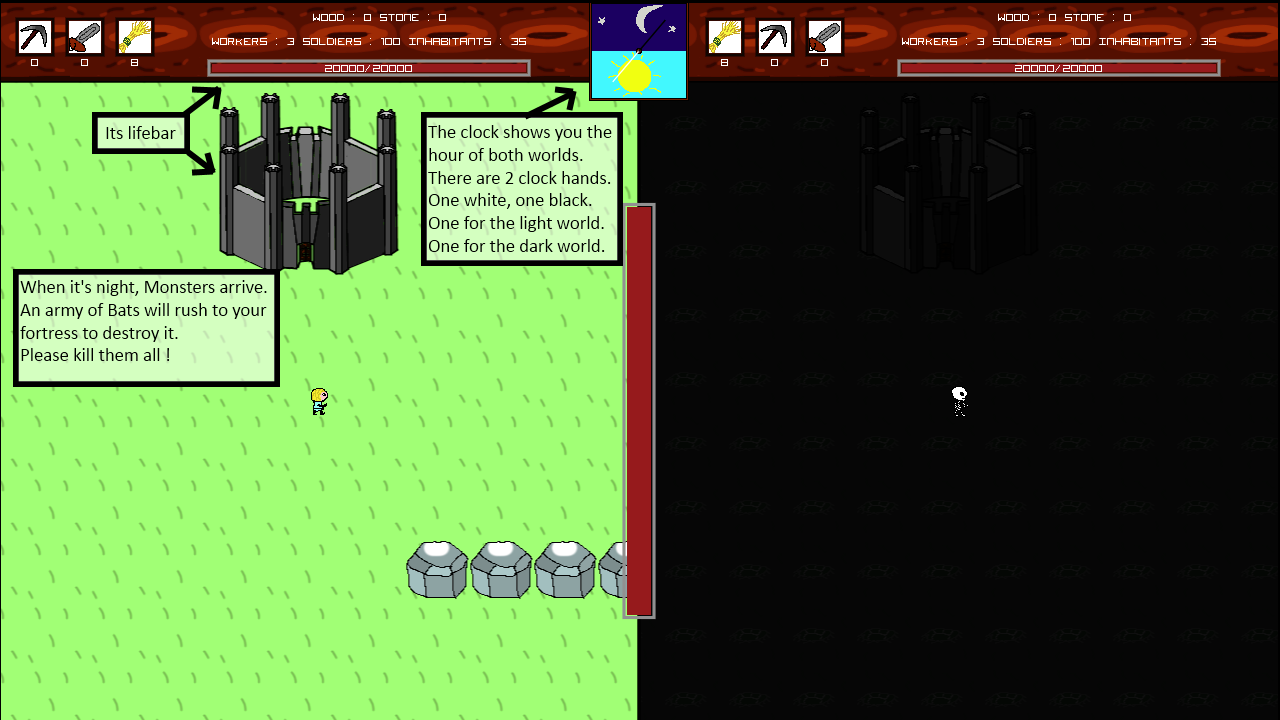 WOOD : 0 STONE : 0
WORKERS : 3 SOLDIERS : 100 INHABITANTS : 35
0 0 8
20000/20000
WOOD : 0 STONE : 0
WORKERS : 3 SOLDIERS : 100 INHABITANTS : 35
8 0 0
20000/20000
Its lifebar
The clock shows you the
hour of both worlds.
There are 2 clock hands.
One white, one black.
One for the light world.
One for the dark world.
When it's night, Monsters arrive.
An army of Bats will rush to your
fortress to destroy it.
Please kill them all !